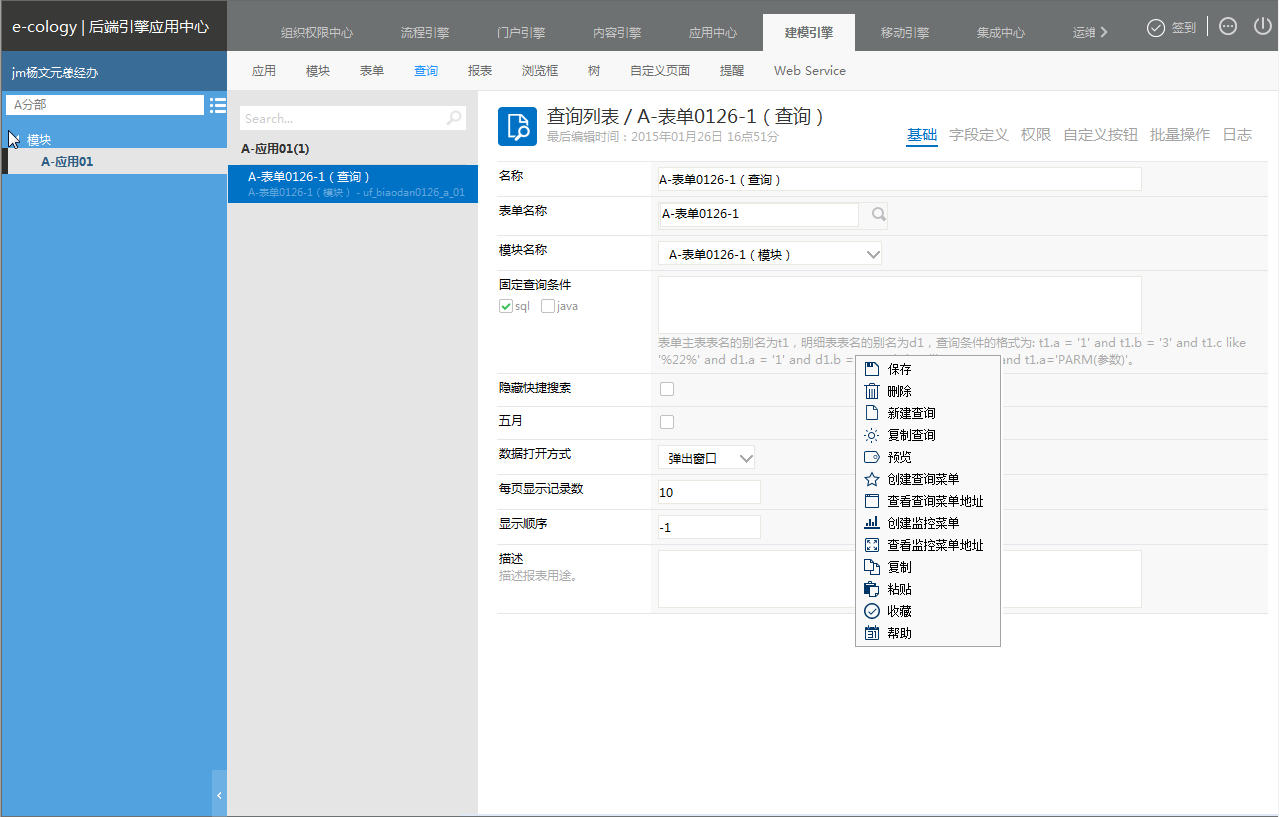 e-cology | 后端引擎应用中心
组织权限中心 流程引擎 门户引擎 内容引擎 应用中心 建模引擎 移动引擎 集成中心 运维 签到
jm杨文元总经办
应用 模块 表单 查询 报表 浏览框 树 自定义页面 提醒 Web Service
A分部
模块
A-应用01
Search...
A-应用01(1)
A-表单0126-1（查询）
A-表单0126-1（模块） - uf_biaodan0126_a_01
查询列表 / A-表单0126-1（查询）
最后编辑时间：2015年01月26日 16点51分
基础 字段定义 权限 自定义按钮 批量操作 日志
名称 A-表单0126-1（查询）
表单名称 A-表单0126-1
模块名称 A-表单0126-1（模块）
固定查询条件
sql java
表单主表表名的别名为t1，明细表表名的别名为d1，查询条件的格式为: t1.a = '1' and t1.b = '3' and t1.c like
'%22%' and d1.a = '1' and d1.b = and t1.a='PARM(参数)'。
隐藏快捷搜索
五月
数据打开方式 弹出窗口
每页显示记录数 10
显示顺序 -1
描述
描述报表用途。
保存
删除
新建查询
复制查询
预览
创建查询菜单
查看查询菜单地址
创建监控菜单
查看监控菜单地址
复制
粘贴
收藏
帮助